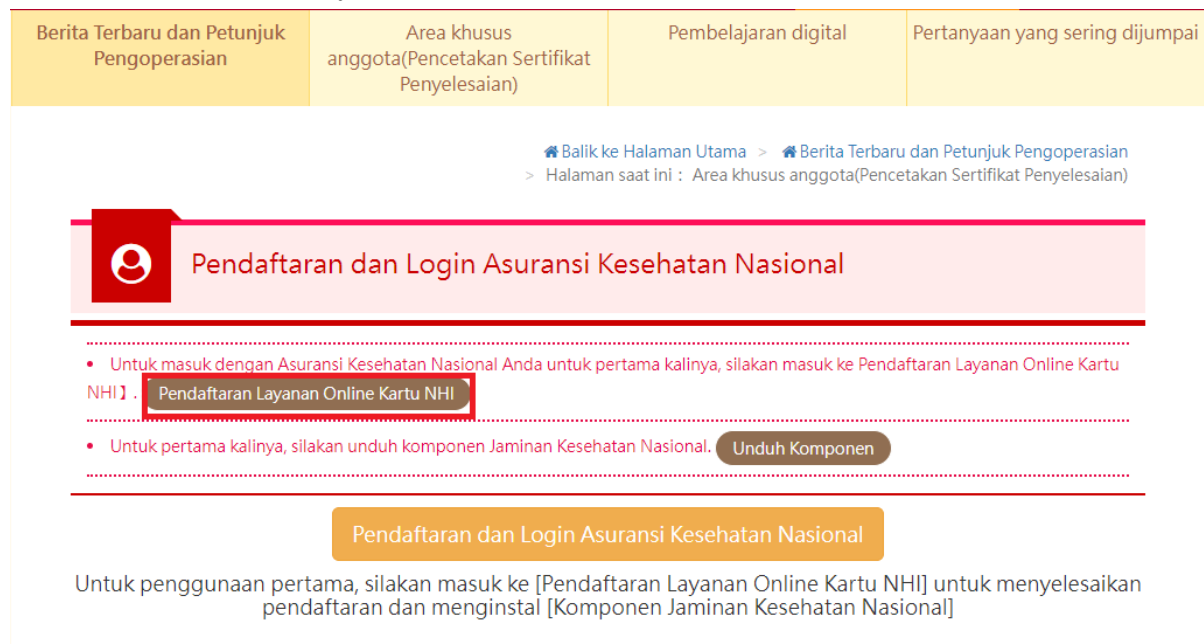 Berita Terbaru dan Petunjuk
Pengoperasian
Area khusus
anggota(Pencetakan Sertifikat
Penyelesaian)
Pembelajaran digital
Pertanyaan yang sering dijumpai
Balik ke Halaman Utama > Berita Terbaru dan Petunjuk Pengoperasian
> Halaman saat ini : Area khusus anggota(Pencetakan Sertifikat Penyelesaian)
Pendaftaran dan Login Asuransi Kesehatan Nasional
• Untuk masuk dengan Asuransi Kesehatan Nasional Anda untuk pertama kalinya, silakan masuk ke Pendaftaran Layanan Online Kartu
NHI】. Pendaftaran Layanan Online Kartu NHI
• Untuk pertama kalinya, silakan unduh komponen Jaminan Kesehatan Nasional. Unduh Komponen
Pendaftaran dan Login Asuransi Kesehatan Nasional
Untuk penggunaan pertama, silakan masuk ke [Pendaftaran Layanan Online Kartu NHI] untuk menyelesaikan
pendaftaran dan menginstal [Komponen Jaminan Kesehatan Nasional]